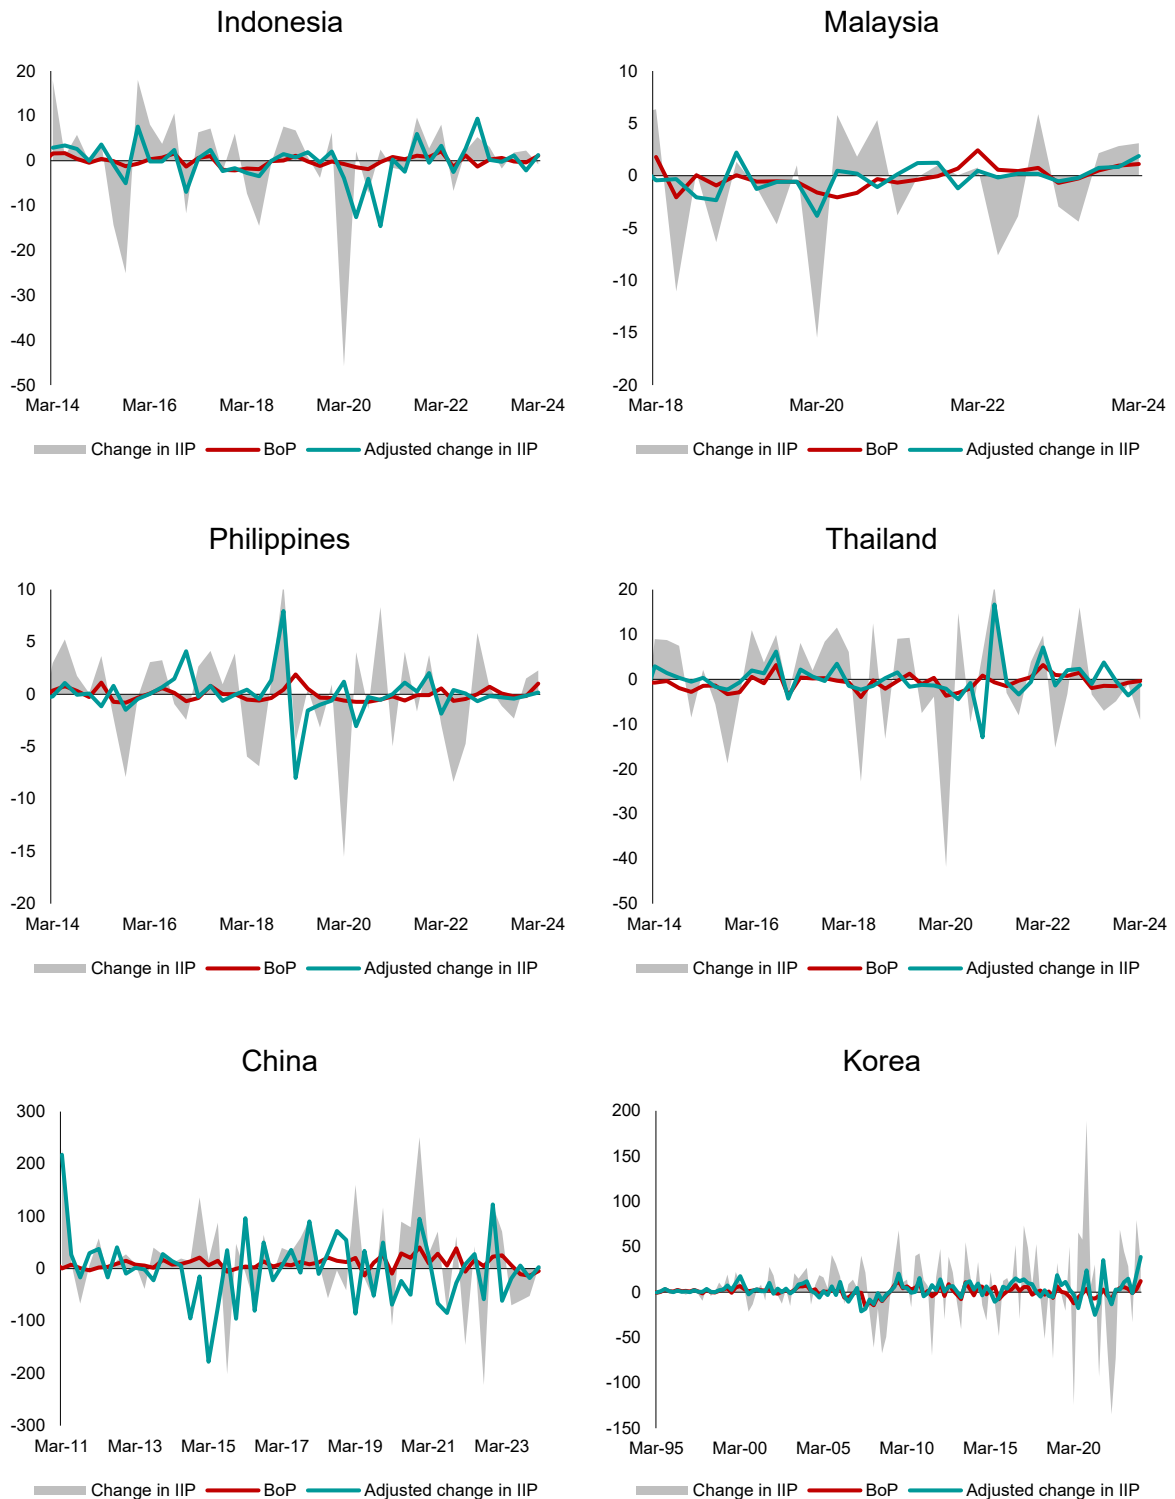 Indonesia
20
10
0
-10
-20
-30
-40
-50
Mar-14 Mar-16 Mar-18 Mar-20 Mar-22 Mar-24
Change in IIP BoP Adjusted change in IIP
Malaysia
10
5
0
-5
-10
-15
-20
Mar-18 Mar-20 Mar-22 Mar-24
Change in IIP BoP Adjusted change in IIP
Philippines
10
5
0
-5
-10
-15
-20
Mar-14 Mar-16 Mar-18 Mar-20 Mar-22 Mar-24
Change in IIP BoP Adjusted change in IIP
Thailand
20
10
0
-10
-20
-30
-40
-50
Mar-14 Mar-16 Mar-18 Mar-20 Mar-22 Mar-24
Change in IIP BoP Adjusted change in IIP
China
300
200
100
0
-100
-200
-300
Mar-11 Mar-13 Mar-15 Mar-17 Mar-19 Mar-21 Mar-23
Change in IIP BoP Adjusted change in IIP
Korea
200
150
100
50
0
-50
-100
-150
Mar-95 Mar-00 Mar-05 Mar-10 Mar-15 Mar-20
Change in IIP BoP Adjusted change in IIP